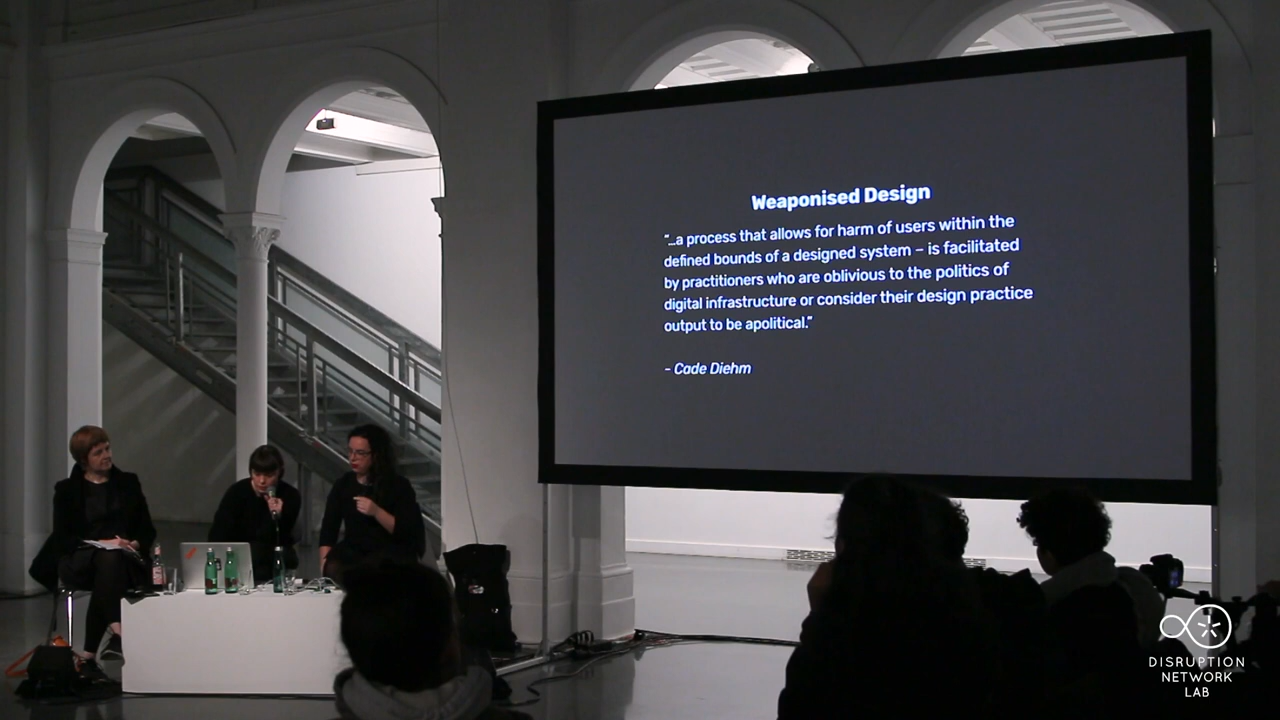 Weaponised Design
“…a process that allows for harm of users within the
defined bounds of a designed system – is facilitated
by practitioners who are oblivious to the politics of
digital infrastructure or consider their design practice
output to be apolitical.”
- Cade Diehm
DISRUPTION
NETWORK
LAB